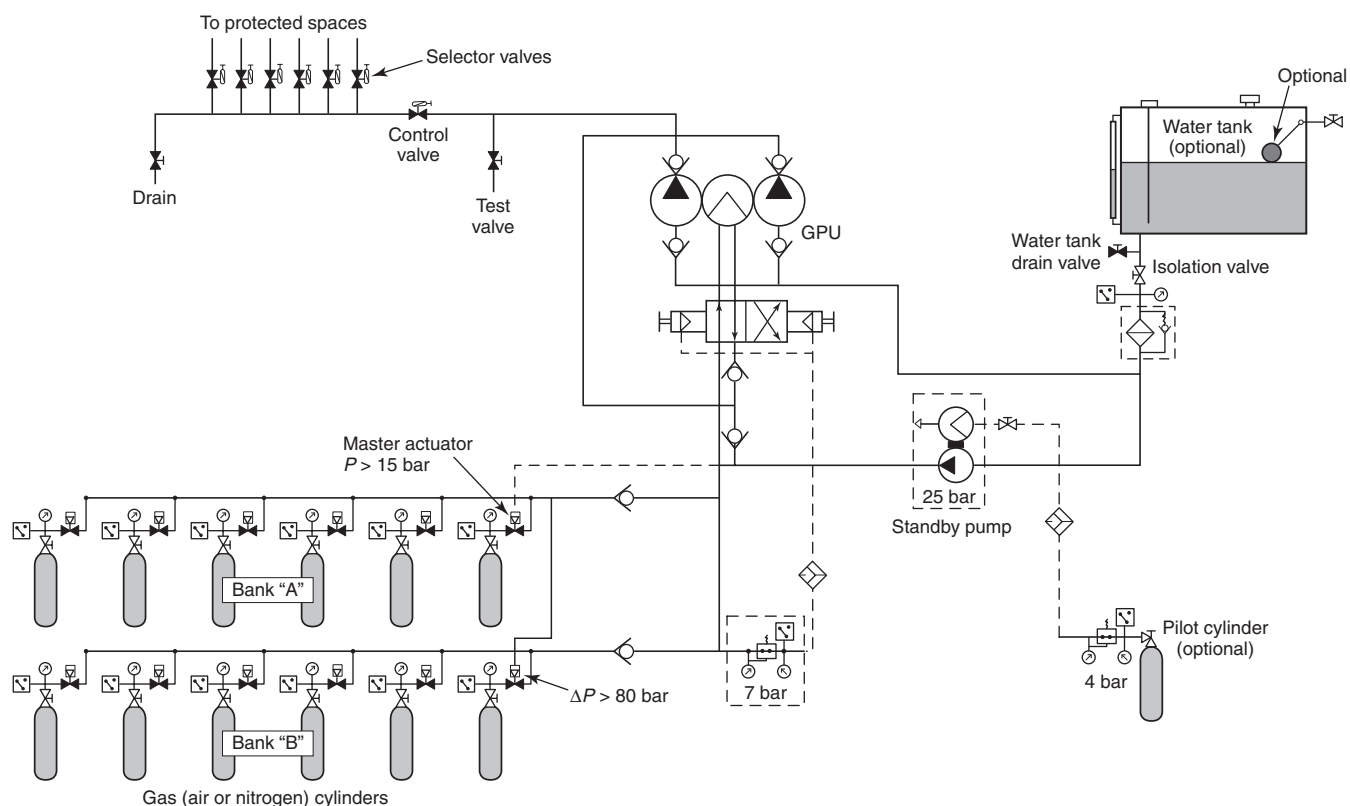 To protected spaces
Selector valves
Optional
Water tank
(optional)
Control
valve
Drain
Test
valve
GPU
Water tank
drain valve
Isolation valve
Master actuator
P > 15 bar
25 bar
Standby pump
Bank “A”
Pilot cylinder
(optional)
4 bar
7 bar
ΔP > 80 bar
Bank “B”
Gas (air or nitrogen) cylinders